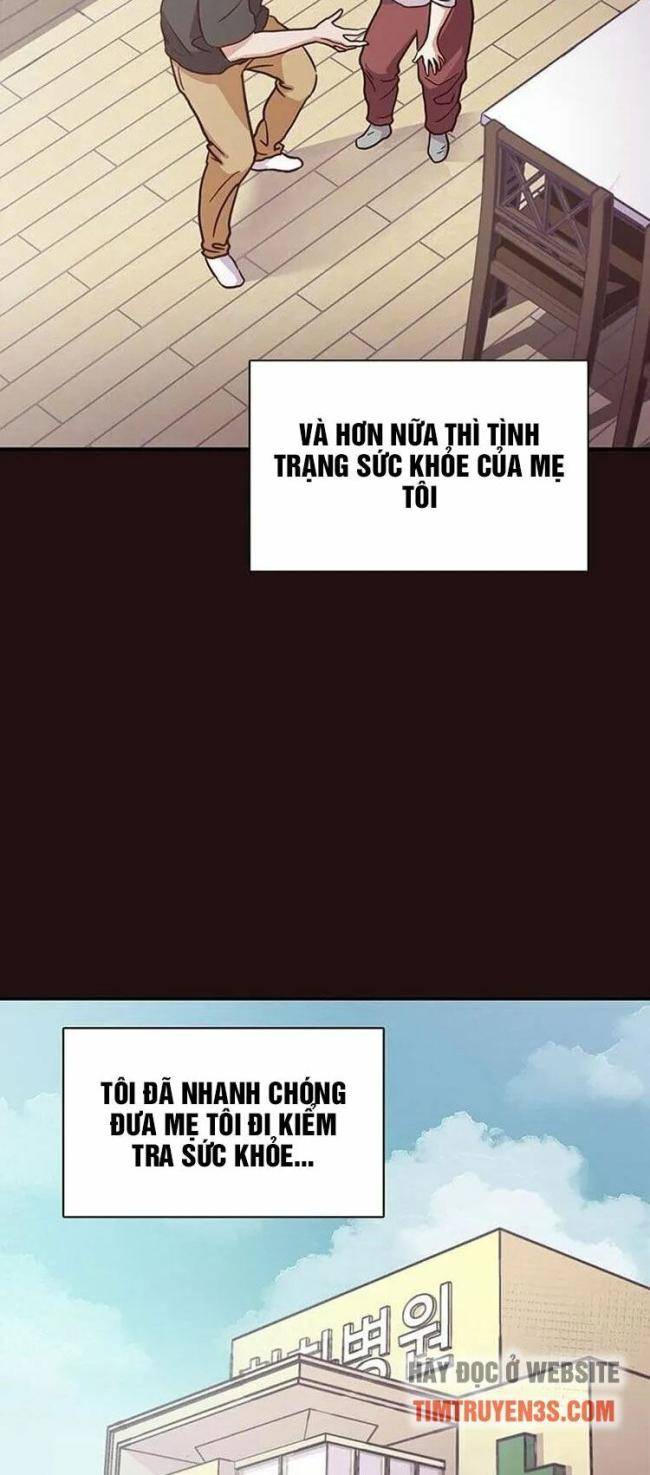 VÀ HƠN NỮA THÌ TÌNH
TRẠNG SỨC KHỎE CỦA MẸ
TÔI
TÔI ĐÃ NHANH CHÓNG
ĐƯA MẸ TÔI ĐI KIỂM
TRA SỨC KHỎE...
병원
HÃY ĐỌC Ở WEBSITE
TIMTRUYEN3S.COM